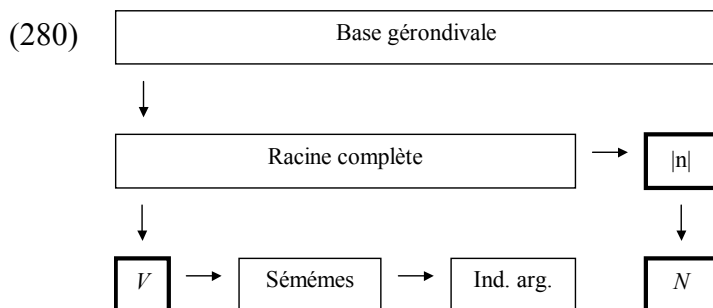 (280) Base gérondivale
Racine complète |n|
V Sémémes Ind. arg. N